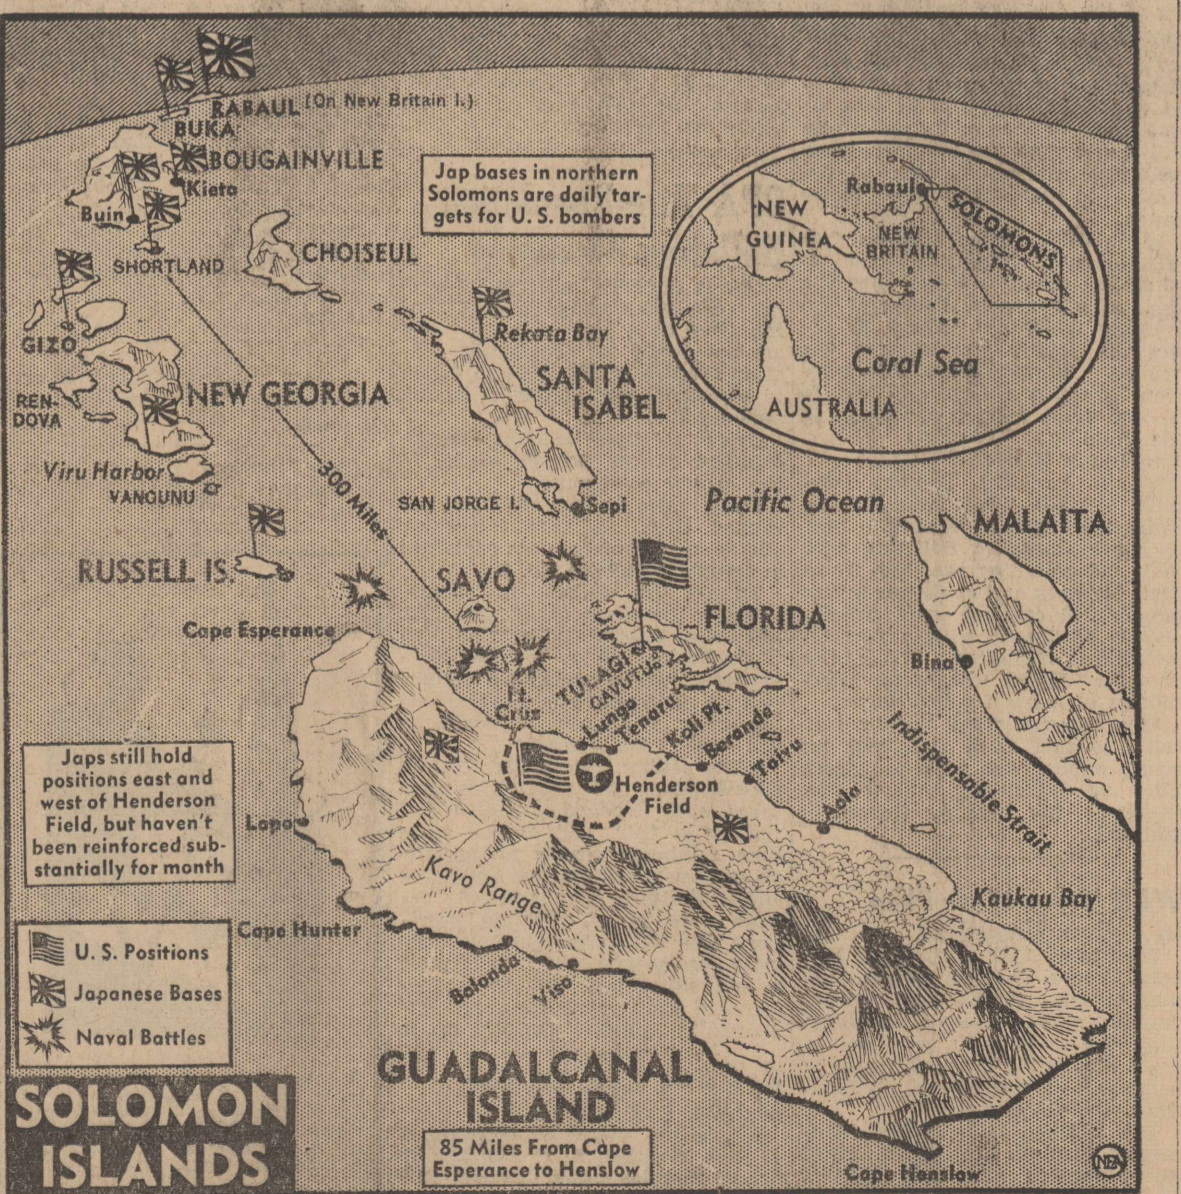 RABAUL (On New Britain I.)
BUKA
BOUGAINVILLE
Kieta
Buin
SHORTLAND
CHOISEUL
Jap bases in northern
Solomons are daily tar-
gets for U. S. bombers
Rabaul
SOLOMONS
NEW
GUINEA
NEW
BRITAIN
Coral Sea
AUSTRALIA
GIZO
REN-
DOVA
NEW GEORGIA
Viru Harbor
VANGUNU
300 Miles
Rekata Bay
SANTA
ISABEL
SAN JORGE I.
Sepi
Pacific Ocean
MALAITA
RUSSELL IS.
SAVO
FLORIDA
Cape Esperance
TULAGI
GAVUTU
Bina
Pt.
Cruz
Lunga
Tenaru
Koli Pt.
Berande
Toivu
Henderson
Field
Aola
Indispensable Strait
Japs still hold
positions east and
west of Henderson
Field, but haven't
been reinforced sub-
stantially for month
Lapo
Kavo Range
Kaukau Bay
Cape Hunter
Balonda
Viso
U. S. Positions
Japanese Bases
Naval Battles
GUADALCANAL
ISLAND
85 Miles From Cape
Esperance to Henslow
SOLOMON
ISLANDS
Cape Henslow
NEA